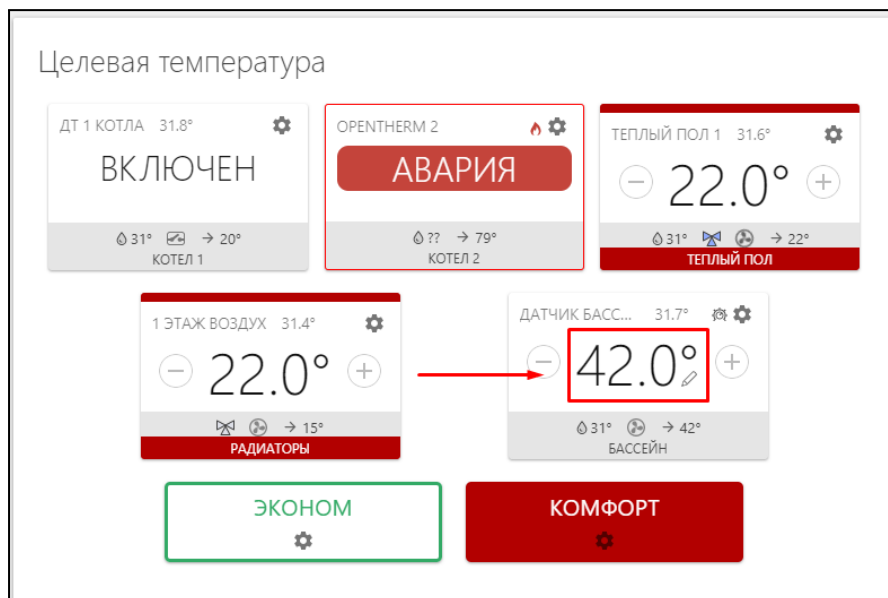 Целевая температура
ДТ 1 КОТЛА 31.8°
ВКЛЮЧЕН
31° → 20°
КОТЕЛ 1
OPENTHERM 2
АВАРИЯ
?? → 79°
КОТЕЛ 2
ТЕПЛЫЙ ПОЛ 1 31.6°
22.0°
31° → 22°
ТЕПЛЫЙ ПОЛ
1 ЭТАЖ ВОЗДУХ 31.4°
22.0°
→ 15°
РАДИАТОРЫ
ДАТЧИК БАСС... 31.7°
42.0°
31° → 42°
БАССЕЙН
ЭКОНОМ
КОМФОРТ